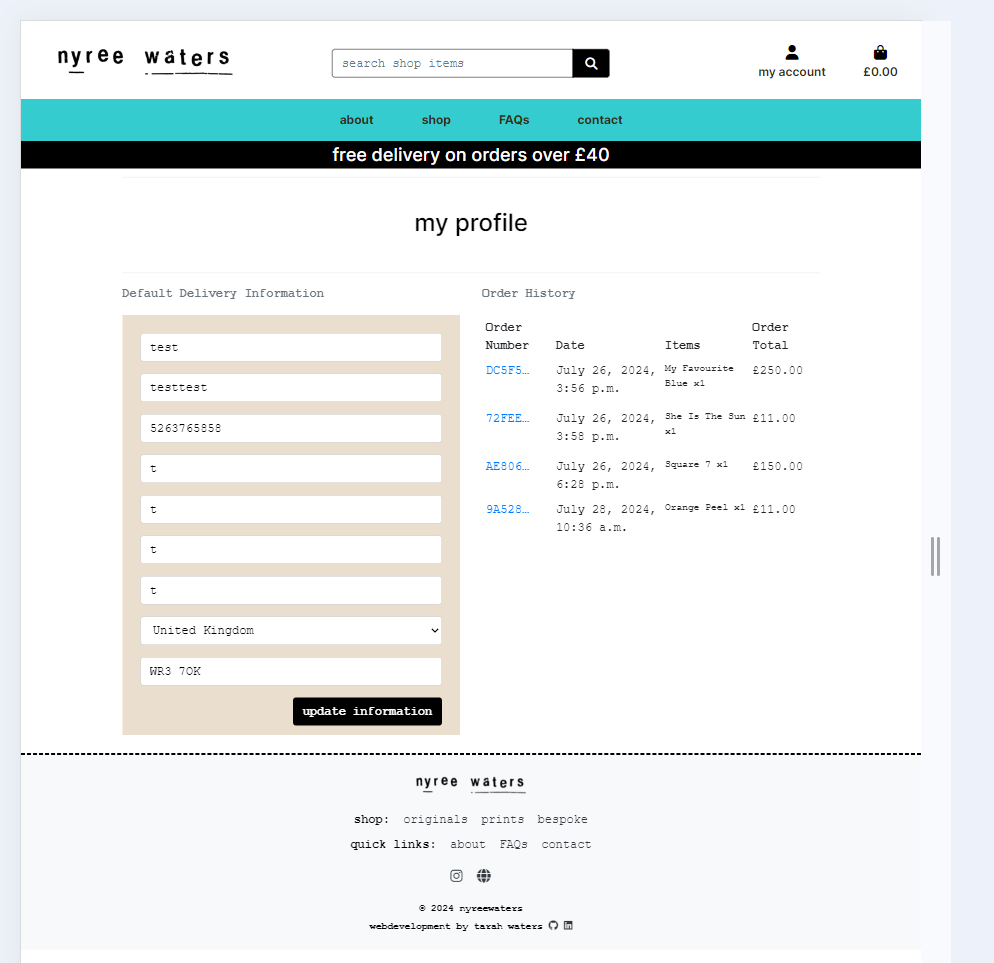 nyree waters
search shop items
my account
£0.00
about shop FAQs contact
free delivery on orders over £40
my profile
Default Delivery Information
test
testtest
5263765858
t
t
t
t
United Kingdom
WR3 7OK
update information
Order History
Order Number Date Items Order Total
DC5F5… July 26, 2024, 3:56 p.m. My Favourite Blue x1 £250.00
72FEE… July 26, 2024, 3:58 p.m. She Is The Sun x1 £11.00
AE806… July 26, 2024, 6:28 p.m. Square 7 x1 £150.00
9A528… July 28, 2024, 10:36 a.m. Orange Peel x1 £11.00
nyree waters
shop: originals prints bespoke
quick links: about FAQs contact
© 2024 nyreewaters
webdevelopment by tarah waters